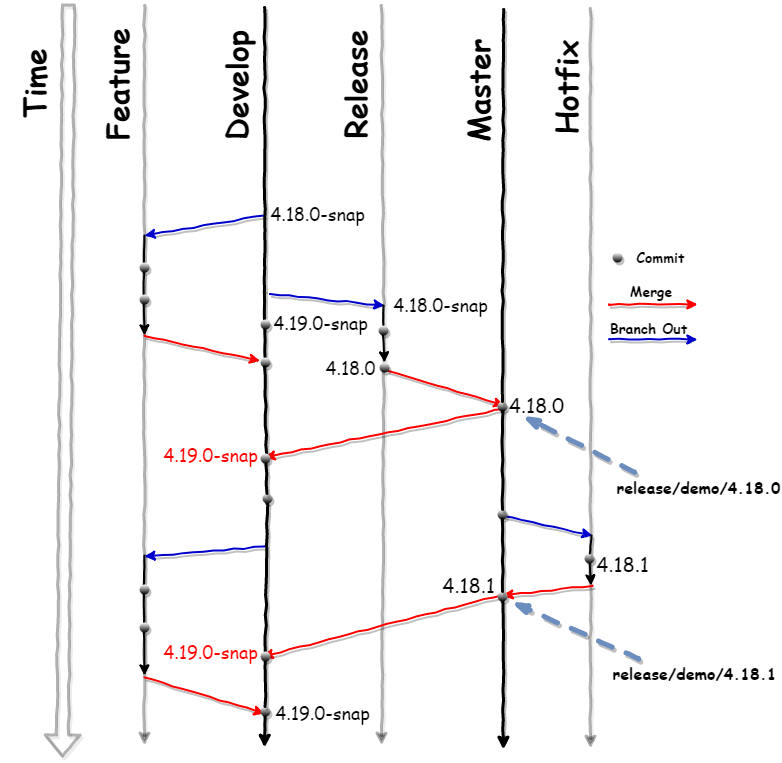 Time
Feature
Develop
Release
Master
Hotfix
4.18.0-snap
Commit
Merge
4.18.0-snap
4.19.0-snap
Branch Out
4.18.0
4.18.0
4.19.0-snap
release/demo/4.18.0
4.18.1
4.18.1
4.19.0-snap
release/demo/4.18.1
4.19.0-snap